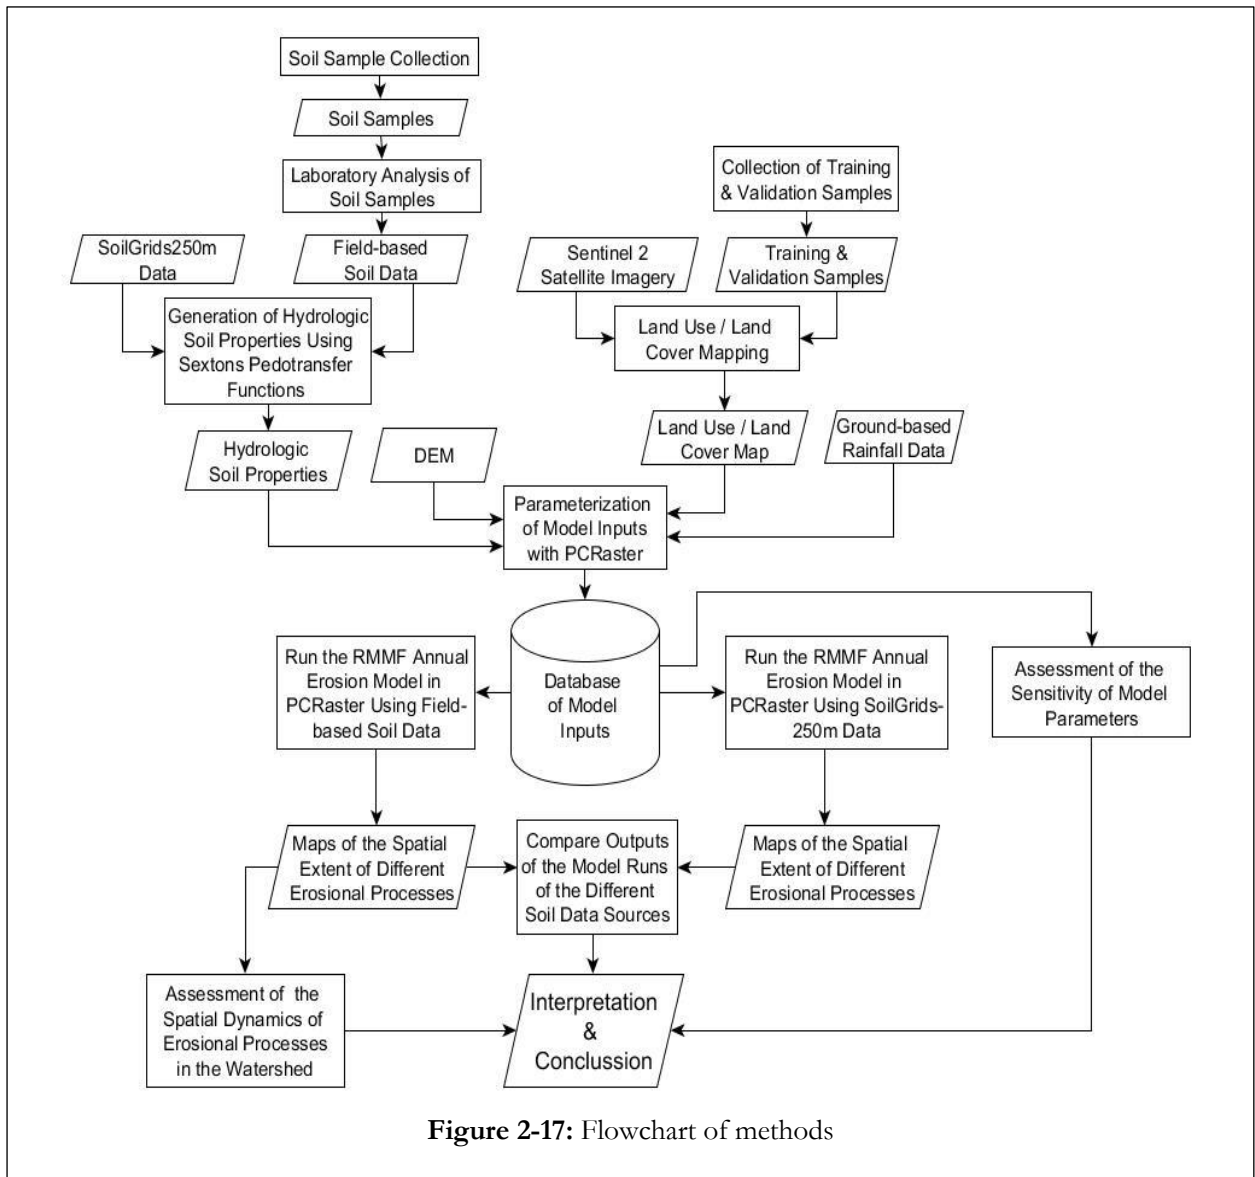 Soil Sample Collection
Soil Samples
Laboratory Analysis of
Soil Samples
Collection of Training
& Validation Samples
SoilGrids250m
Data
Field-based
Soil Data
Sentinel 2
Satellite Imagery
Training &
Validation Samples
Generation of Hydrologic
Soil Properties Using
Sextons Pedotransfer
Functions
Land Use / Land
Cover Mapping
Hydrologic
Soil Properties
DEM
Land Use / Land
Cover Map
Ground-based
Rainfall Data
Parameterization
of Model Inputs
with PCRaster
Run the RMMF Annual
Erosion Model in
PCRaster Using Field-
based Soil Data
Database
of Model
Inputs
Run the RMMF Annual
Erosion Model in
PCRaster Using SoilGrids-
250m Data
Assessment of the
Sensitivity of Model
Parameters
Maps of the Spatial
Extent of Different
Erosional Processes
Compare Outputs
of the Model Runs
of the Different
Soil Data Sources
Maps of the Spatial
Extent of Different
Erosional Processes
Assessment of the
Spatial Dynamics of
Erosional Processes
in the Watershed
Interpretation
&
Conclussion
Figure 2-17: Flowchart of methods